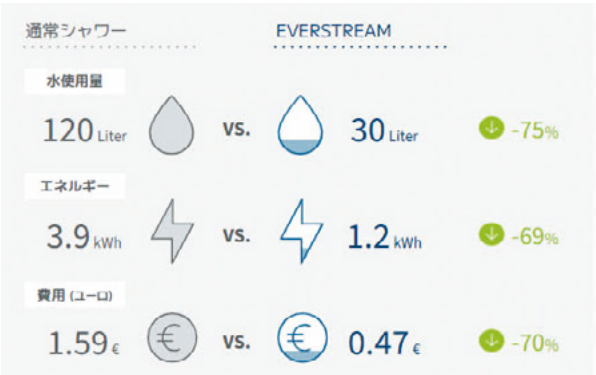 通常シャワー EVERSTREAM
水使用量
120 Liter VS. 30 Liter -75%
エネルギー
3.9 kWh VS. 1.2 kWh -69%
費用 (ユーロ)
1.59 € € VS. € 0.47 € -70%